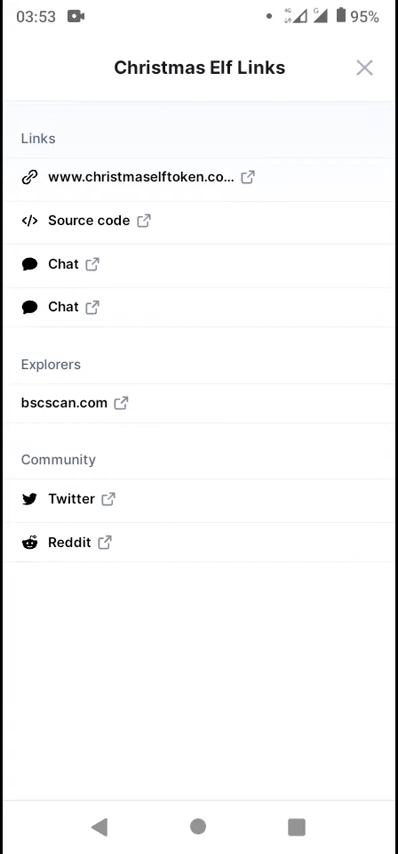 03:53
4G
G
95%
Christmas Elf Links
Links
www.christmaselftoken.co...
Source code
Chat
Chat
Explorers
bscscan.com
Community
Twitter
Reddit